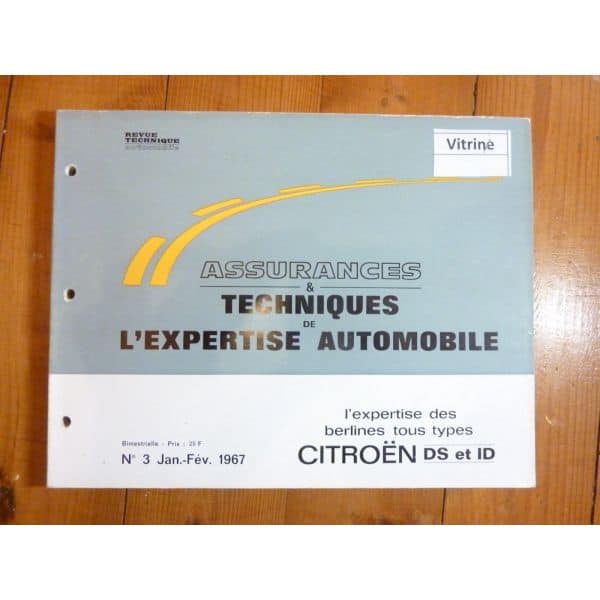 REVUE
TECHNIQUE
automobile
Vitrine
ASSURANCES
&
TECHNIQUES
DE
L'EXPERTISE AUTOMOBILE
l'expertise des
berlines tous types
CITROËN DS et ID
Bimestrielle - Prix : 25 F
N° 3 Jan.-Fév. 1967